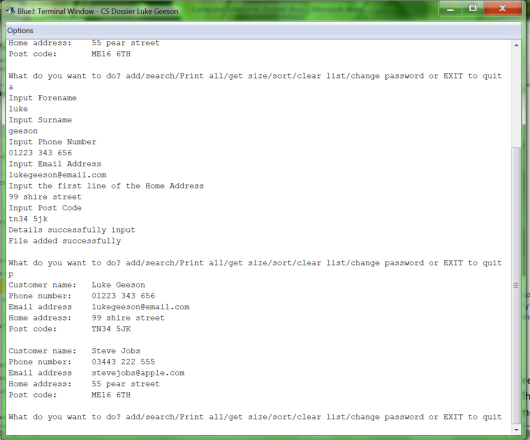 BlueJ: Terminal Window - CS Dossier Luke Geeson
Options
Home address: 55 pear street
Post code: ME16 6TH
What do you want to do? add/search/Print all/get size/sort/clear list/change password or EXIT to quit
a
Input Forename
luke
Input Surname
geeson
Input Phone Number
01223 343 656
Input Email Address
lukegeeson@email.com
Input the first line of the Home Address
99 shire street
Input Post Code
tn34 5jk
Details successfully input
File added successfully
What do you want to do? add/search/Print all/get size/sort/clear list/change password or EXIT to quit
p
Customer name: Luke Geeson
Phone number: 01223 343 656
Email address lukegeeson@email.com
Home address: 99 shire street
Post code: TN34 5JK
Customer name: Steve Jobs
Phone number: 03443 222 555
Email address stevejobs@apple.com
Home address: 55 pear street
Post code: ME16 6TH
What do you want to do? add/search/Print all/get size/sort/clear list/change password or EXIT to quit